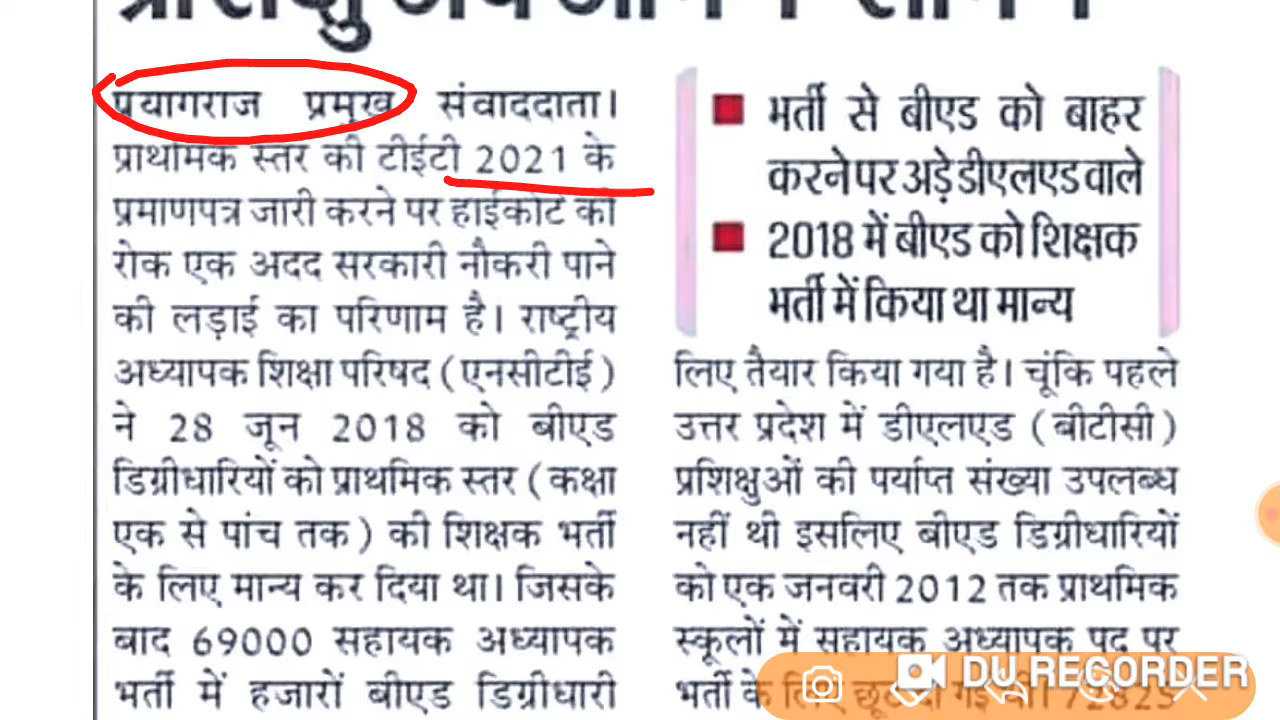 प्रयागराज प्रमुख संवाददाता।
प्राथमिक स्तर की टीईटी 2021 के
प्रमाणपत्र जारी करने पर हाईकोर्ट की
रोक एक अदद सरकारी नौकरी पाने
की लड़ाई का परिणाम है। राष्ट्रीय
अध्यापक शिक्षा परिषद (एनसीटीई)
ने 28 जून 2018 को बीएड
डिग्रीधारियों को प्राथमिक स्तर (कक्षा
एक से पांच तक) की शिक्षक भर्ती
के लिए मान्य कर दिया था। जिसके
बाद 69000 सहायक अध्यापक
भर्ती में हजारों बीएड डिग्रीधारी
भर्ती से बीएड को बाहर
करने पर अड़े डीएलएड वाले
2018 में बीएड को शिक्षक
भर्ती में किया था मान्य
लिए तैयार किया गया है। चूंकि पहले
उत्तर प्रदेश में डीएलएड (बीटीसी)
प्रशिक्षुओं की पर्याप्त संख्या उपलब्ध
नहीं थी इसलिए बीएड डिग्रीधारियों
को एक जनवरी 2012 तक प्राथमिक
स्कूलों में सहायक अध्यापक पद पर
भर्ती के लिए छूट दी गई थी। 72825
DU RECORDER